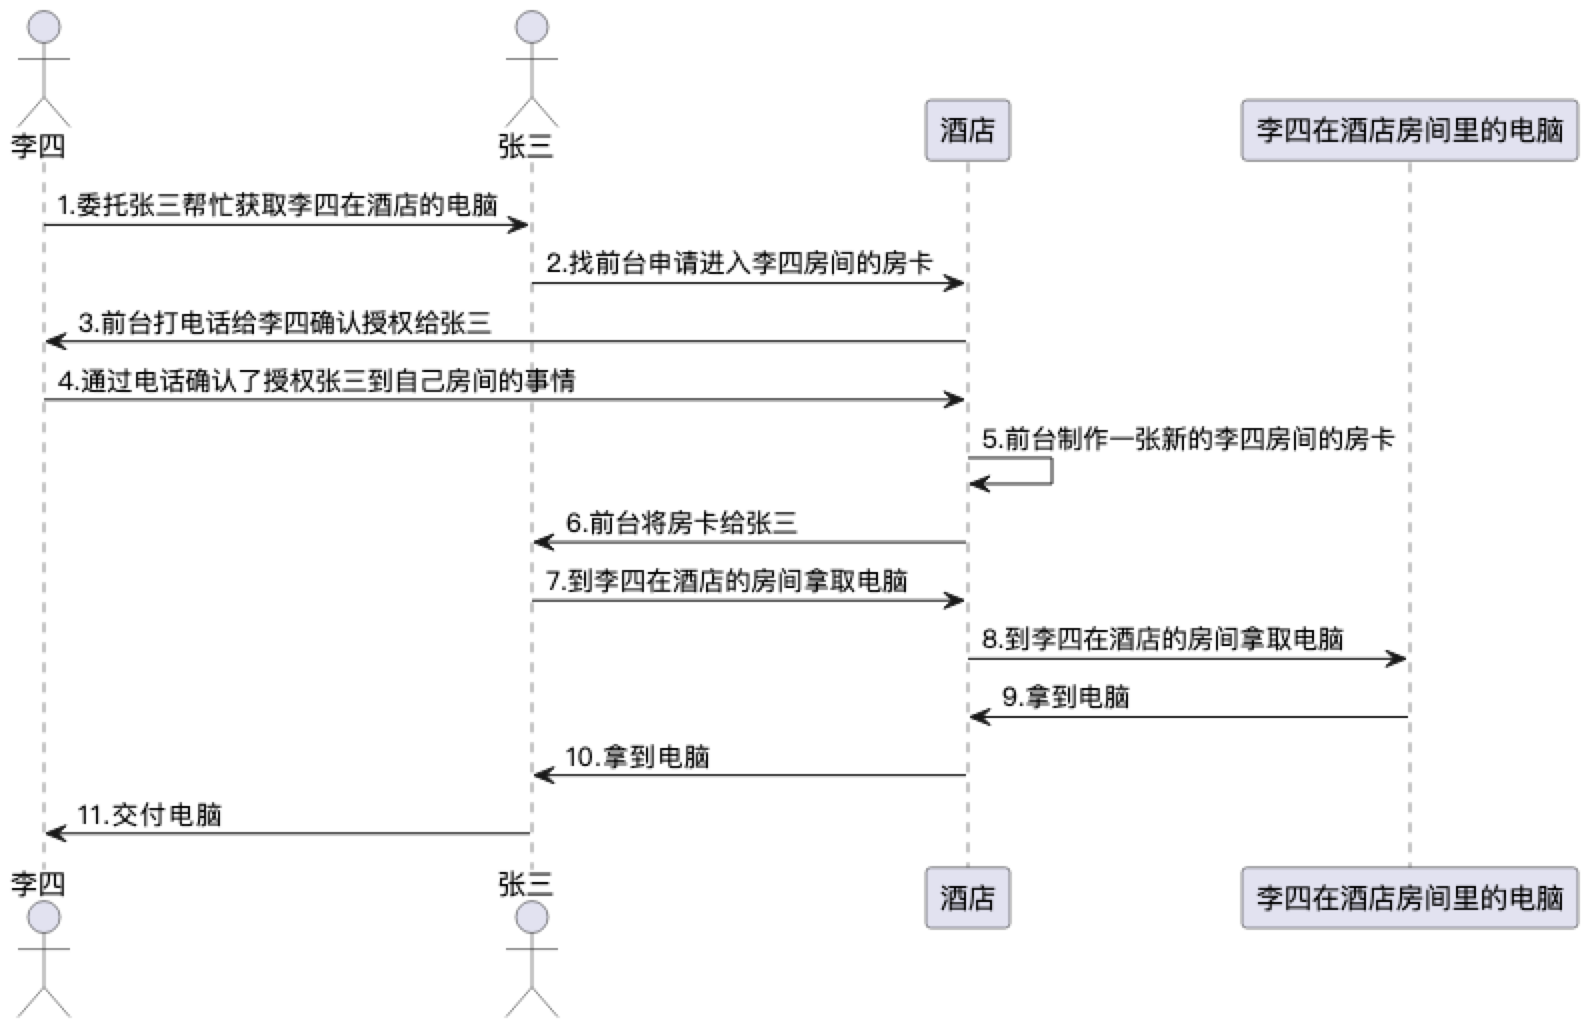 李四
张三
酒店
李四在酒店房间里的电脑
1.委托张三帮忙获取李四在酒店的电脑
2.找前台申请进入李四房间的房卡
3.前台打电话给李四确认授权给张三
4.通过电话确认了授权张三到自己房间的事情
5.前台制作一张新的李四房间的房卡
6.前台将房卡给张三
7.到李四在酒店的房间拿取电脑
8.到李四在酒店的房间拿取电脑
9.拿到电脑
10.拿到电脑
11.交付电脑
李四
张三
酒店
李四在酒店房间里的电脑